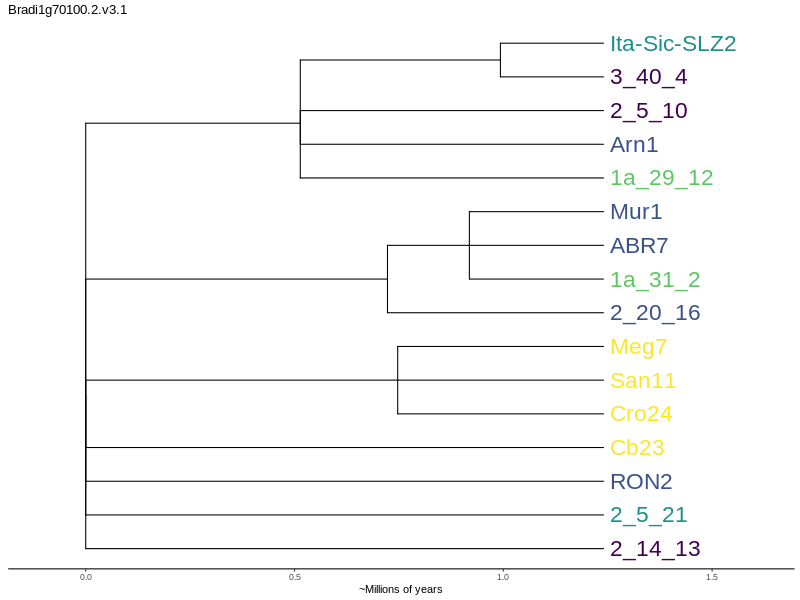 Bradi1g70100.2.v3.1
Ita-Sic-SLZ2
3_40_4
2_5_10
Arn1
1a_29_12
Mur1
ABR7
1a_31_2
2_20_16
Meg7
San11
Cro24
Cb23
RON2
2_5_21
2_14_13
0.0 0.5 1.0 1.5
~Millions of years